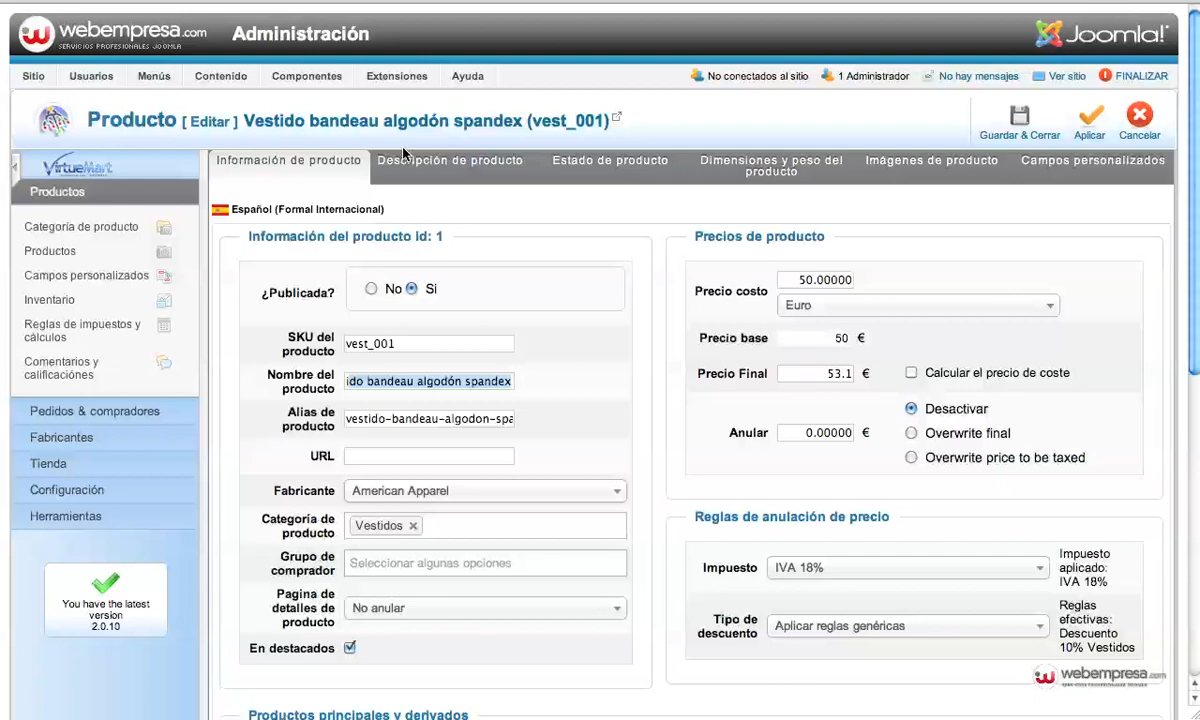 webempresa.com
SERVICIOS PROFESIONALES JOOMLA
Administración
Joomla!
Sitio Usuarios Menús Contenido Componentes Extensiones Ayuda
No conectados al sitio 1 Administrador No hay mensajes Ver sitio FINALIZAR
Producto [ Editar ] Vestido bandeau algodón spandex (vest_001)
Guardar & Cerrar Aplicar Cancelar
VirtueMart
Productos
Categoría de producto
Productos
Campos personalizados
Inventario
Reglas de impuestos y
cálculos
Comentarios y
calificaciónes
Pedidos & compradores
Fabricantes
Tienda
Configuración
Herramientas
You have the latest
version
2.0.10
Información de producto Descripción de producto Estado de producto Dimensiones y peso del
producto Imágenes de producto Campos personalizados
Español (Formal Internacional)
Información del producto id: 1
¿Publicada? No Si
SKU del
producto vest_001
Nombre del
producto ido bandeau algodón spandex
Alias de
producto vestido-bandeau-algodon-spa
URL
Fabricante American Apparel
Categoría de
producto Vestidos ×
Grupo de
comprador Seleccionar algunas opciones
Pagina de
detalles de
producto No anular
En destacados
Productos principales y derivados
Precios de producto
Precio costo 50.00000
Euro
Precio base 50 €
Precio Final 53.1 € Calcular el precio de coste
Anular 0.00000 €
Desactivar
Overwrite final
Overwrite price to be taxed
Reglas de anulación de precio
Impuesto IVA 18%
Impuesto
aplicado:
IVA 18%
Tipo de
descuento Aplicar reglas genéricas
Reglas
efectivas:
Descuento
10% Vestidos
webempresa.com